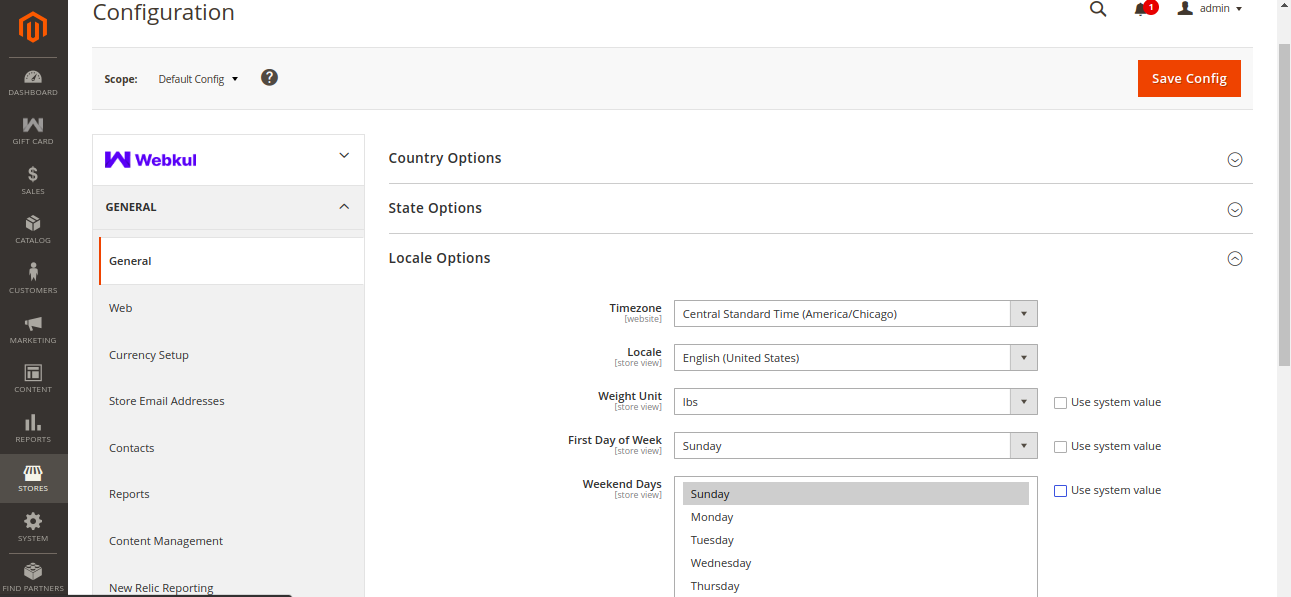 Configuration
1
admin
Scope:
Default Config
?
Save Config
DASHBOARD
GIFT CARD
$
SALES
CATALOG
CUSTOMERS
MARKETING
CONTENT
REPORTS
STORES
SYSTEM
FIND PARTNERS
Webkul
GENERAL
General
Web
Currency Setup
Store Email Addresses
Contacts
Reports
Content Management
New Relic Reporting
Country Options
State Options
Locale Options
Timezone
[website]
Central Standard Time (America/Chicago)
Locale
[store view]
English (United States)
Weight Unit
[store view]
lbs
Use system value
First Day of Week
[store view]
Sunday
Use system value
Weekend Days
[store view]
Sunday
Monday
Tuesday
Wednesday
Thursday
Use system value